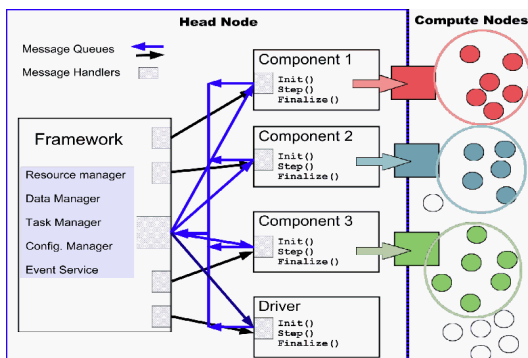 Head Node
Compute Nodes
Message Queues
Message Handlers
Framework
Resource manager
Data Manager
Task Manager
Config. Manager
Event Service
Component 1
Init()
Step()
Finalize()
Component 2
Init()
Step()
Finalize()
Component 3
Init()
Step()
Finalize()
Driver
Init()
Step()
Finalize()